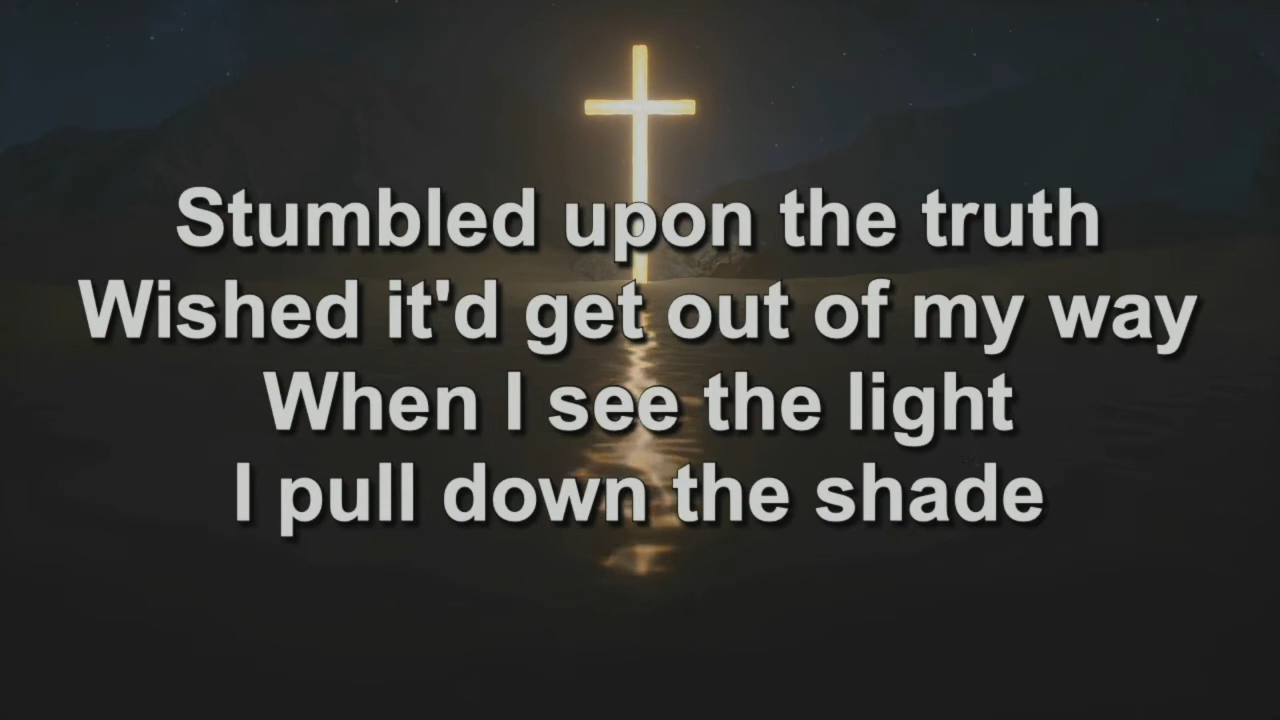 Stumbled upon the truth
Wished it'd get out of my way
When I see the light
I pull down the shade